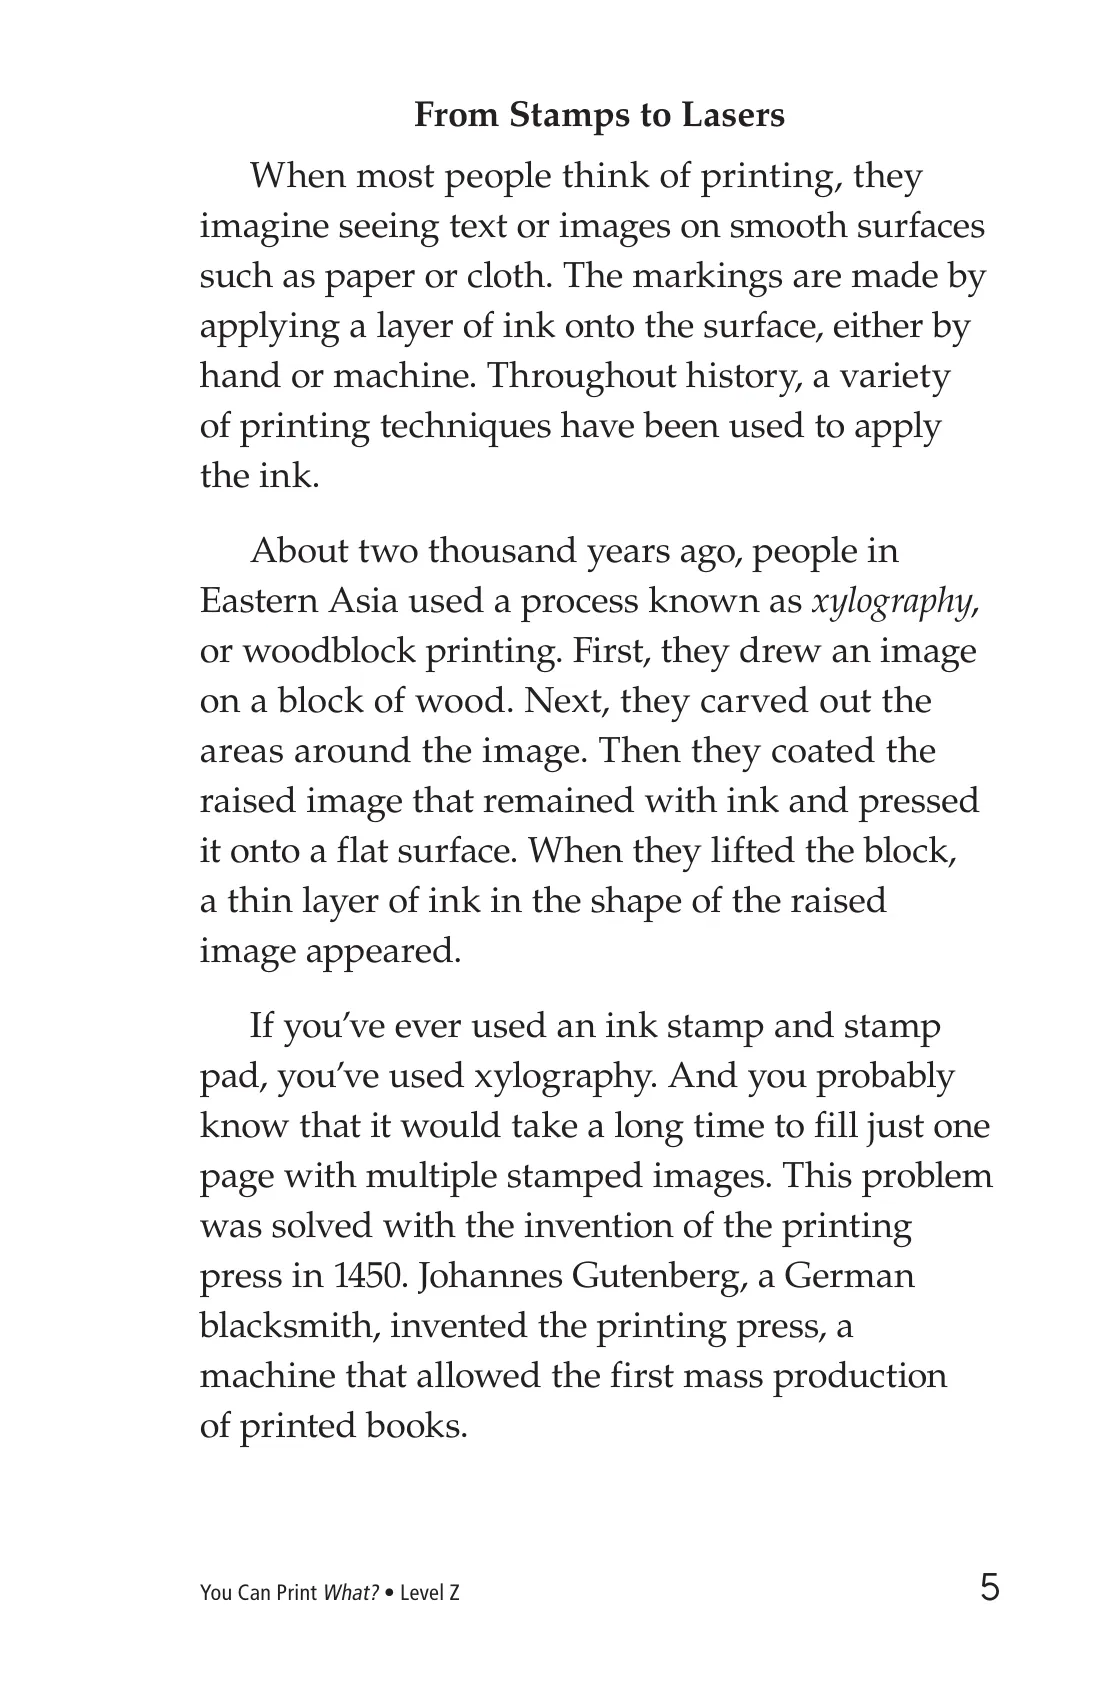 From Stamps to Lasers
When most people think of printing, they
imagine seeing text or images on smooth surfaces
such as paper or cloth. The markings are made by
applying a layer of ink onto the surface, either by
hand or machine. Throughout history, a variety
of printing techniques have been used to apply
the ink.
About two thousand years ago, people in
Eastern Asia used a process known as xylography,
or woodblock printing. First, they drew an image
on a block of wood. Next, they carved out the
areas around the image. Then they coated the
raised image that remained with ink and pressed
it onto a flat surface. When they lifted the block,
a thin layer of ink in the shape of the raised
image appeared.
If you’ve ever used an ink stamp and stamp
pad, you’ve used xylography. And you probably
know that it would take a long time to fill just one
page with multiple stamped images. This problem
was solved with the invention of the printing
press in 1450. Johannes Gutenberg, a German
blacksmith, invented the printing press, a
machine that allowed the first mass production
of printed books.
You Can Print What? • Level Z 5